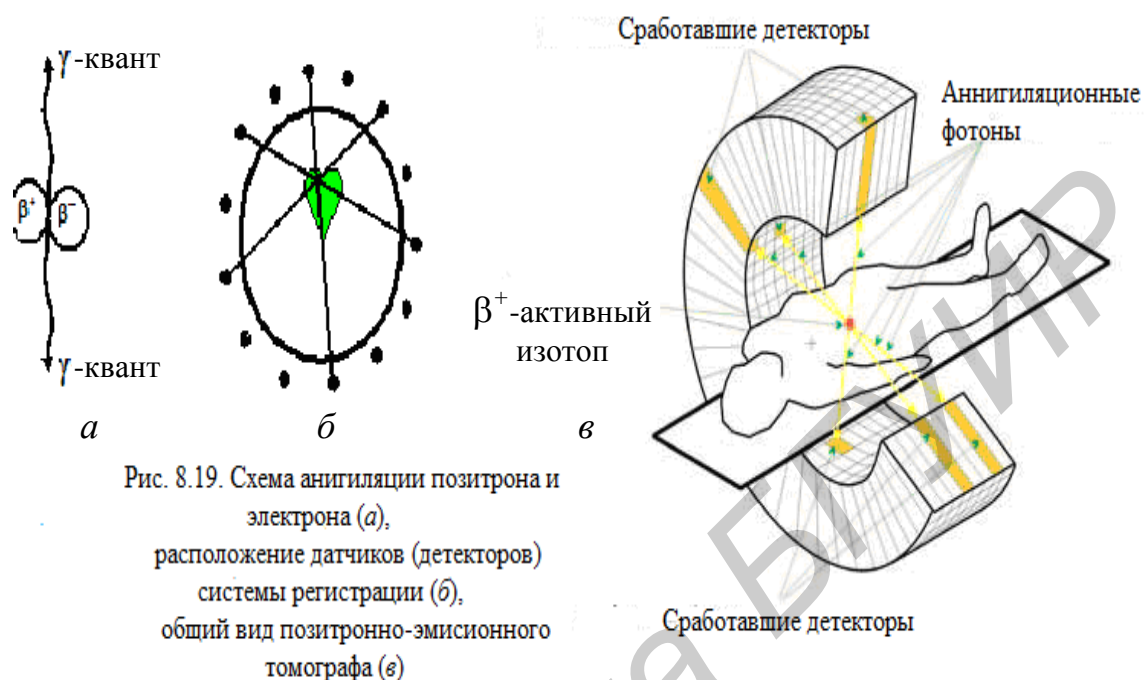 γ-квант
β⁺ β⁻
γ-квант
а
б
Сработавшие детекторы
Аннигиляционные
фотоны
β⁺-активный
изотоп
в
Сработавшие детекторы
Рис. 8.19. Схема анигиляции позитрона и
электрона (а),
расположение датчиков (детекторов)
системы регистрации (б),
общий вид позитронно-эмисионного
томографа (в)
а БГУИР